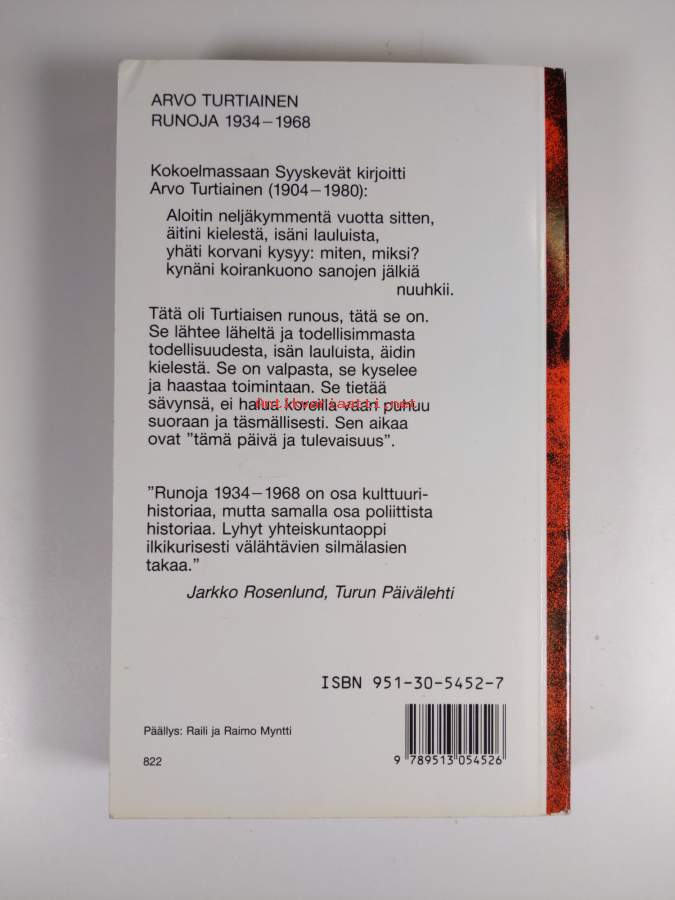 ARVO TURTIAINEN
RUNOJA 1934–1968
Kokoelmassaan Syyskevät kirjoitti
Arvo Turtiainen (1904–1980):
Aloitin neljäkymmentä vuotta sitten,
äitini kielestä, isäni lauluista,
yhäti korvani kysyy: miten, miksi?
kynäni koirankuono sanojen jälkiä
nuuhkii.
Tätä oli Turtiaisen runous, tätä se on.
Se lähtee läheltä ja todellisimmasta
todellisuudesta, isän lauluista, äidin
kielestä. Se on valpasta, se kyselee
ja haastaa toimintaan. Se tietää
sävynsä, ei halua koreilla vaan puhuu
Antikvariaatti.net
suoraan ja täsmällisesti. Sen aikaa
ovat ”tämä päivä ja tulevaisuus”.
”Runoja 1934–1968 on osa kulttuuri-
historiaa, mutta samalla osa poliittista
historiaa. Lyhyt yhteiskuntaoppi
ilkikurisesti välähtävien silmälasien
takaa.”
Jarkko Rosenlund, Turun Päivälehti
ISBN 951-30-5452-7
Päällys: Raili ja Raimo Myntti
822
9 789513 054526